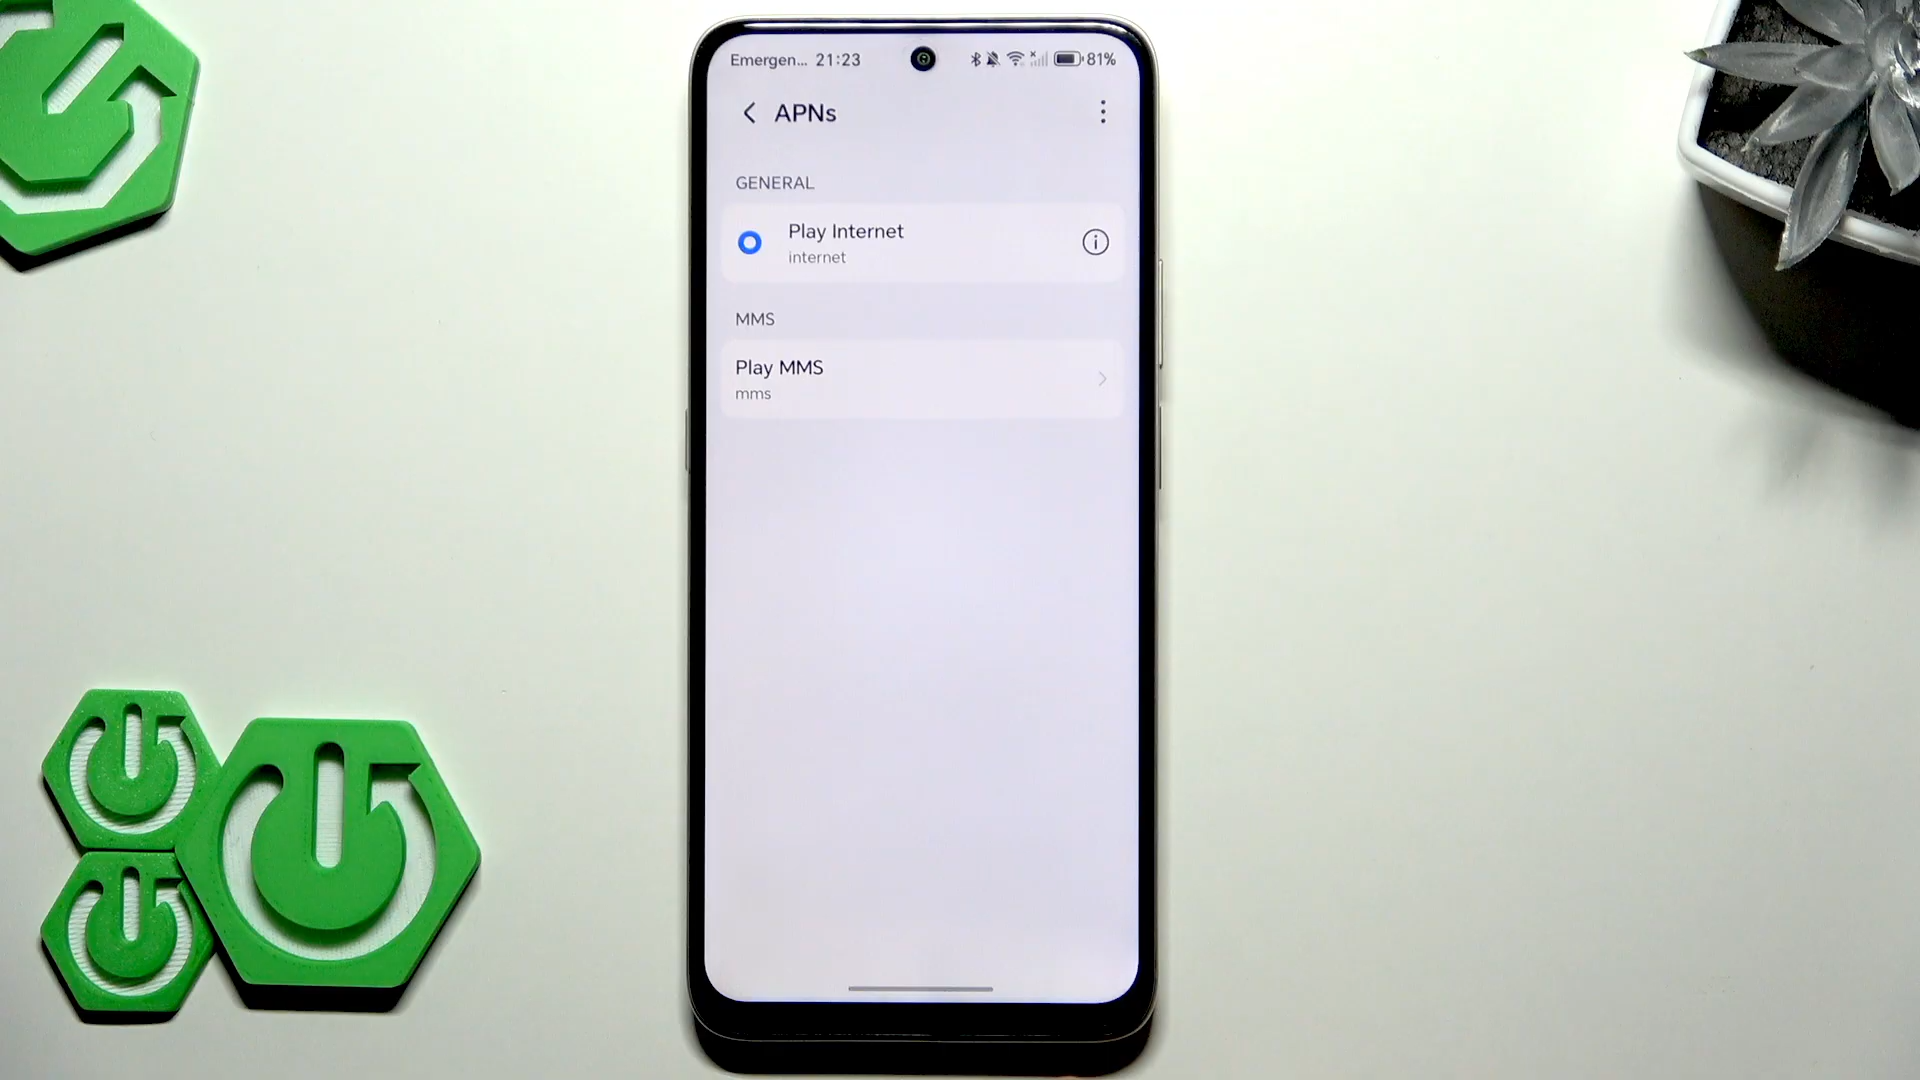 Emergen... 21:23 81%
APNs
GENERAL
Play Internet
internet
MMS
Play MMS
mms